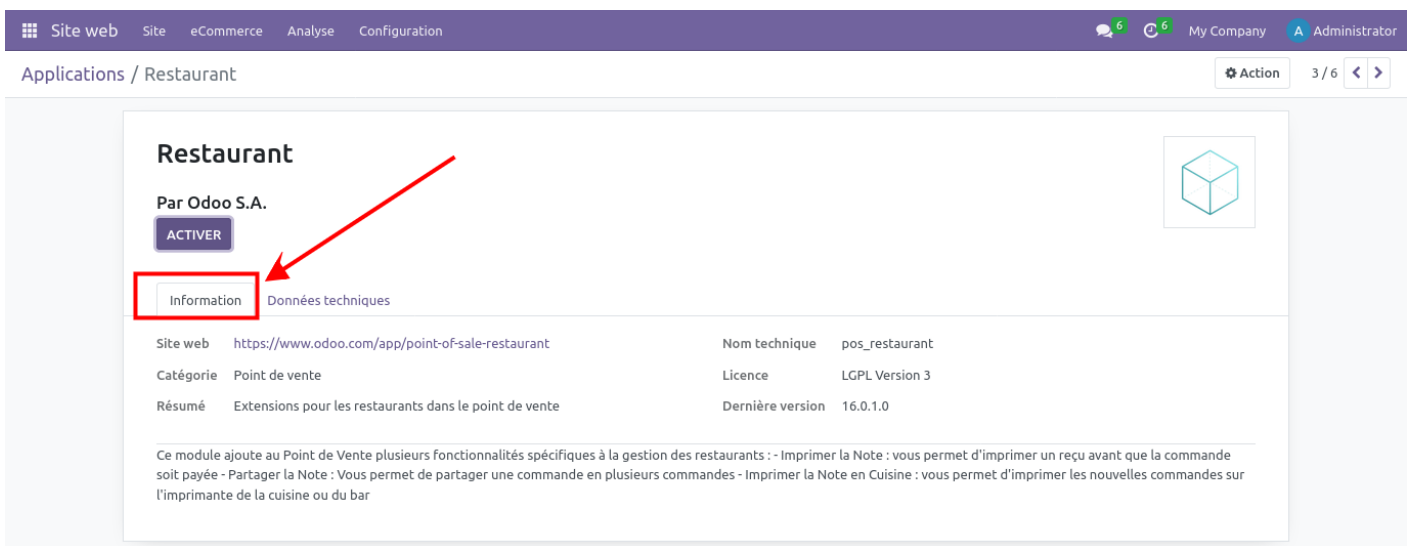 Site web Site eCommerce Analyse Configuration 6 6 My Company A Administrator
Applications / Restaurant Action 3 / 6
Restaurant
Par Odoo S.A.
ACTIVER
Information Données techniques
Site web https://www.odoo.com/app/point-of-sale-restaurant Nom technique pos_restaurant
Catégorie Point de vente Licence LGPL Version 3
Résumé Extensions pour les restaurants dans le point de vente Dernière version 16.0.1.0
Ce module ajoute au Point de Vente plusieurs fonctionnalités spécifiques à la gestion des restaurants : - Imprimer la Note : vous permet d'imprimer un reçu avant que la commande
soit payée - Partager la Note : Vous permet de partager une commande en plusieurs commandes - Imprimer la Note en Cuisine : vous permet d'imprimer les nouvelles commandes sur
l'imprimante de la cuisine ou du bar